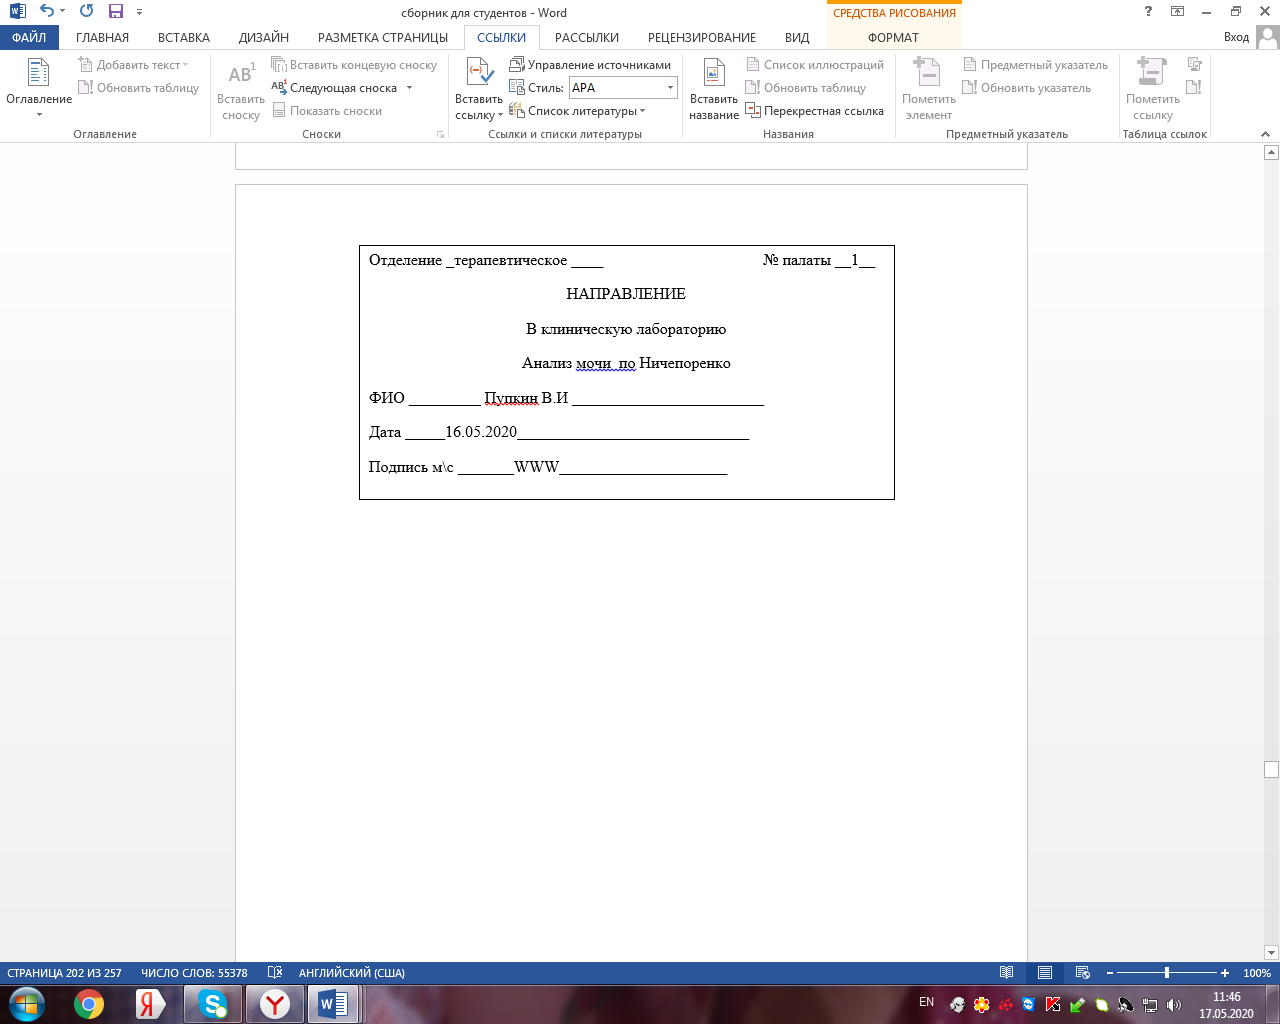 сборник для студентов - Word
СРЕДСТВА РИСОВАНИЯ
ФАЙЛ ГЛАВНАЯ ВСТАВКА ДИЗАЙН РАЗМЕТКА СТРАНИЦЫ ССЫЛКИ РАССЫЛКИ РЕЦЕНЗИРОВАНИЕ ВИД ФОРМАТ Вход
Оглавление
Добавить текст
Обновить таблицу
Оглавление
AB1
Вставить сноску
Вставить концевую сноску
Следующая сноска
Показать сноски
Сноски
Вставить ссылку
Управление источниками
Стиль: APA
Список литературы
Ссылки и списки литературы
Вставить название
Список иллюстраций
Обновить таблицу
Перекрестная ссылка
Названия
Пометить элемент
Предметный указатель
Обновить указатель
Предметный указатель
Пометить ссылку
Таблица ссылок
Отделение _терапевтическое ____ № палаты __1__
НАПРАВЛЕНИЕ
В клиническую лабораторию
Анализ мочи по Ничепоренко
ФИО _________ Пупкин В.И ________________________
Дата _____16.05.2020_____________________________
Подпись м\с _______WWW_____________________
СТРАНИЦА 202 ИЗ 257 ЧИСЛО СЛОВ: 55378 АНГЛИЙСКИЙ (США) 100%
EN 11:46
17.05.2020